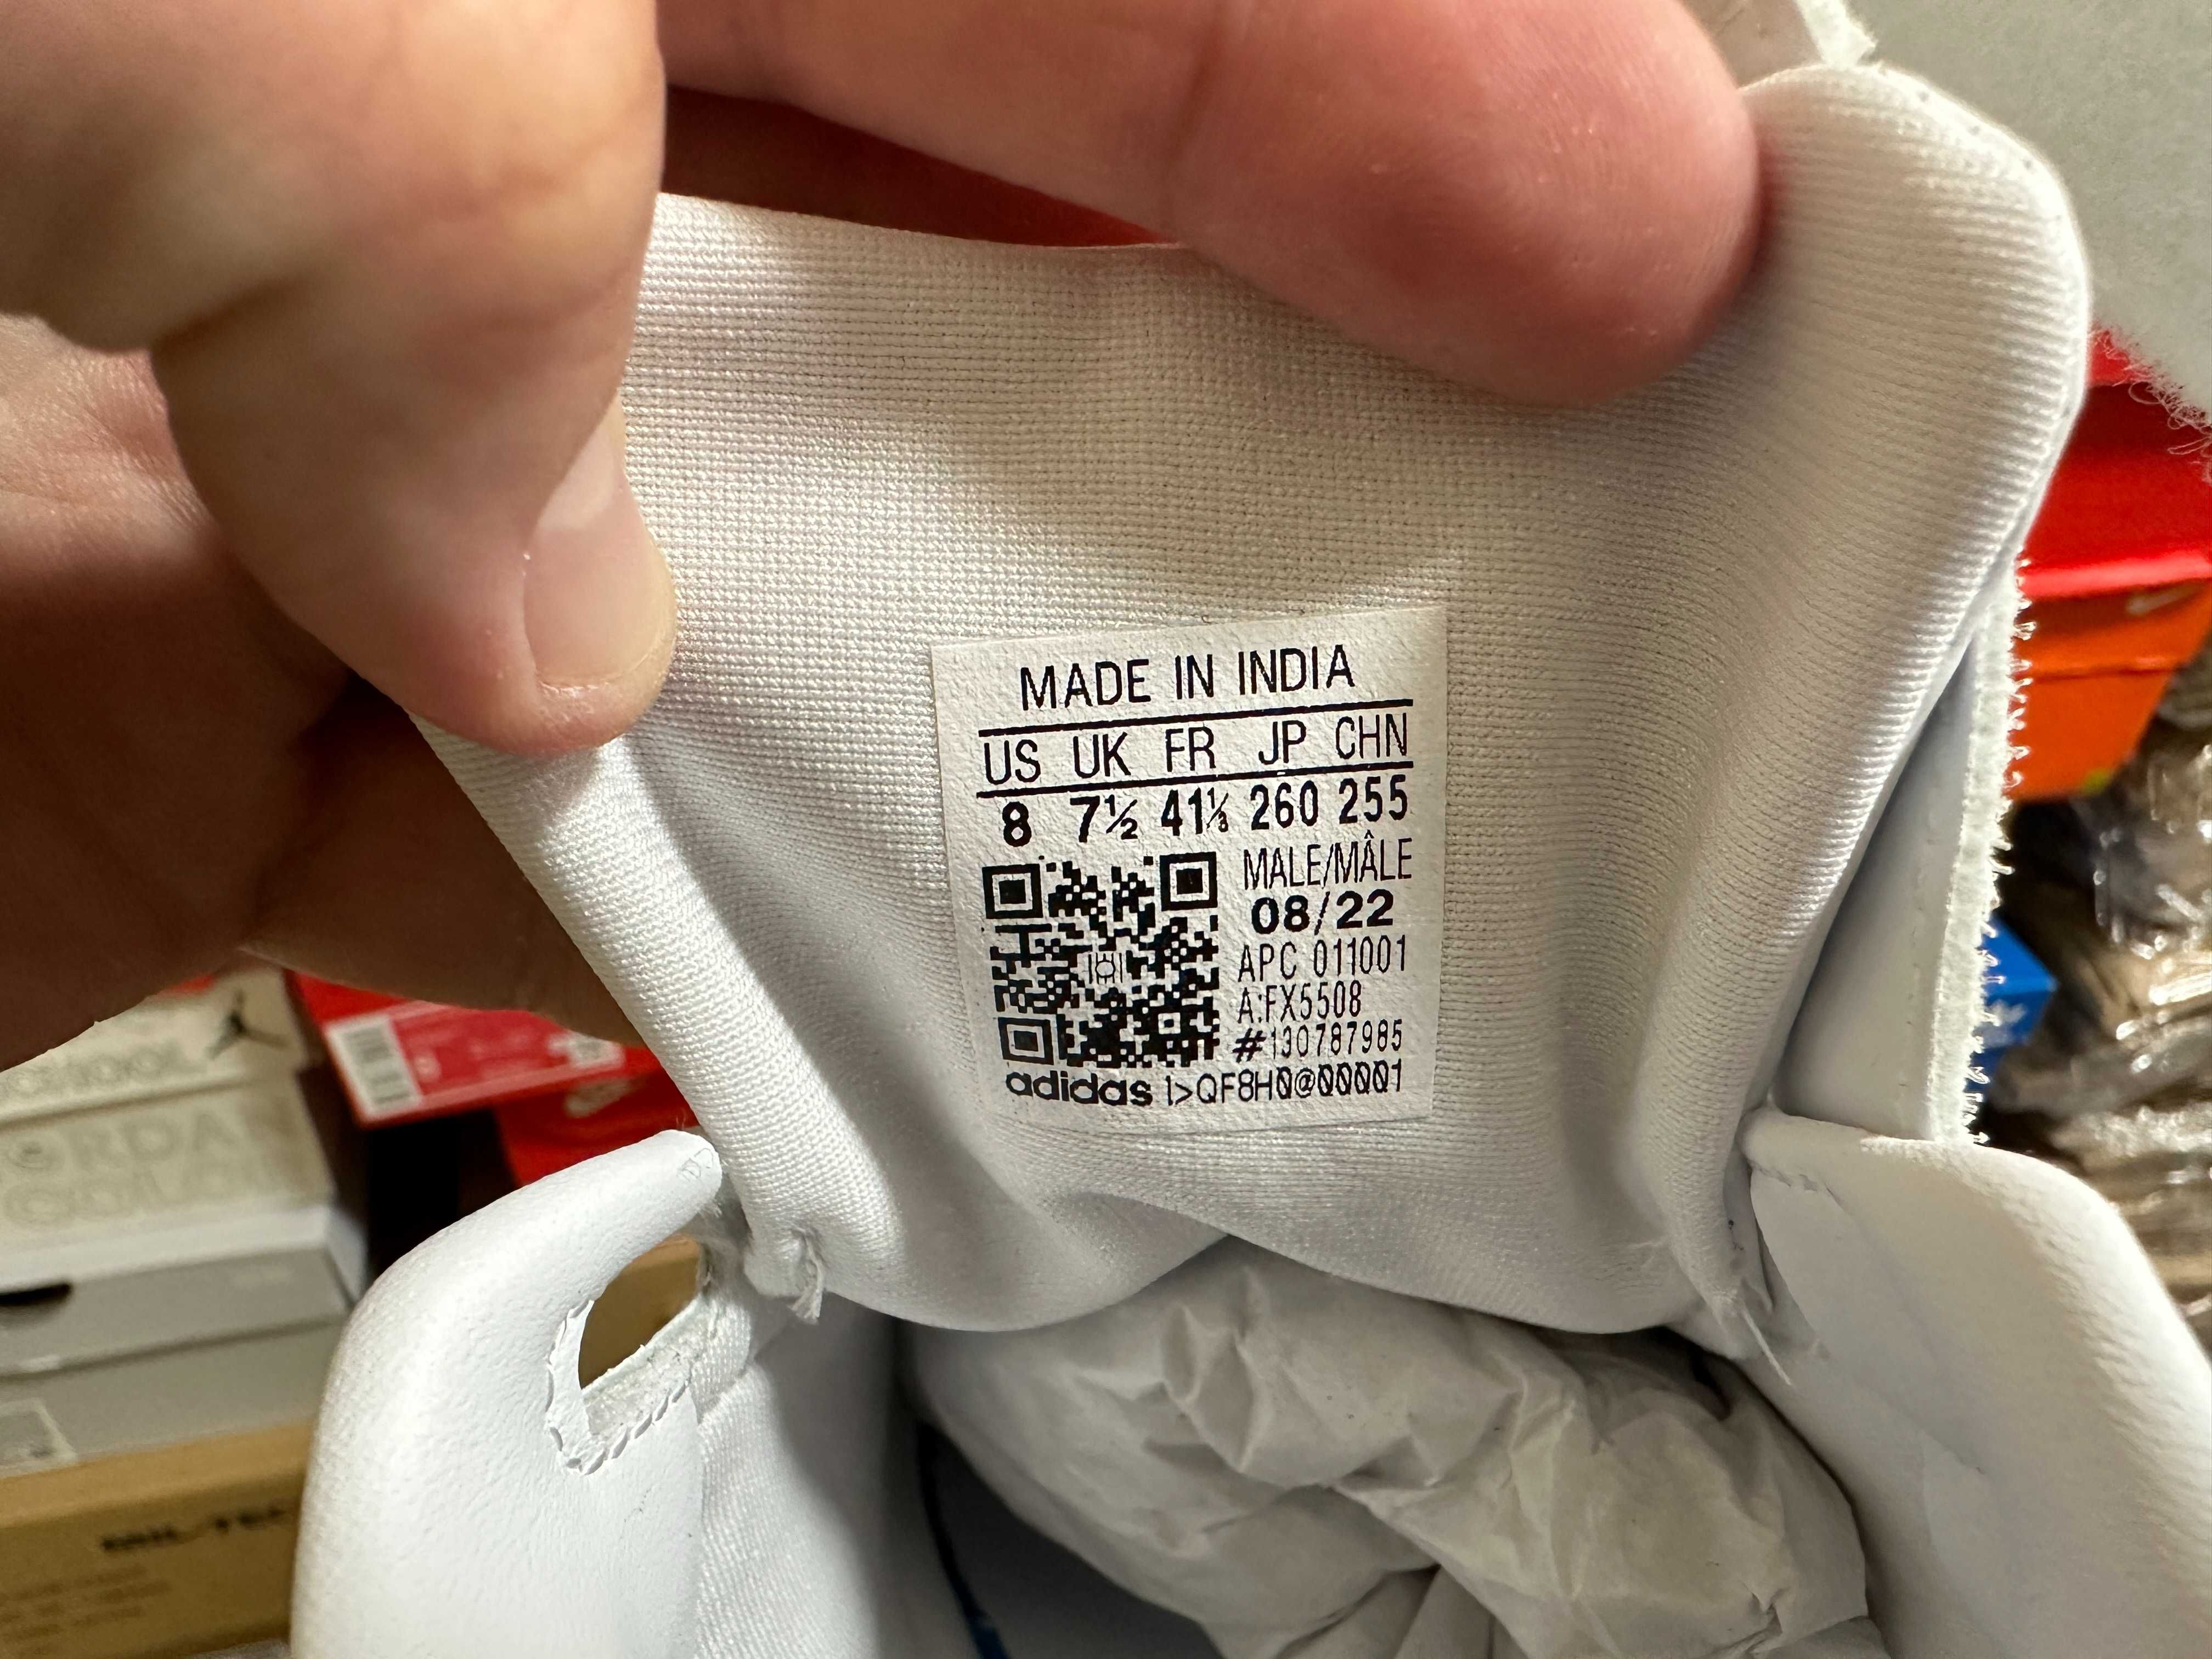 MADE IN INDIA
US UK FR JP CHN
8 7½ 41⅓ 260 255
MALE/MÂLE
08/22
APC 011001
A:FX5508
#130787985
adidas I>QF8H0@00001